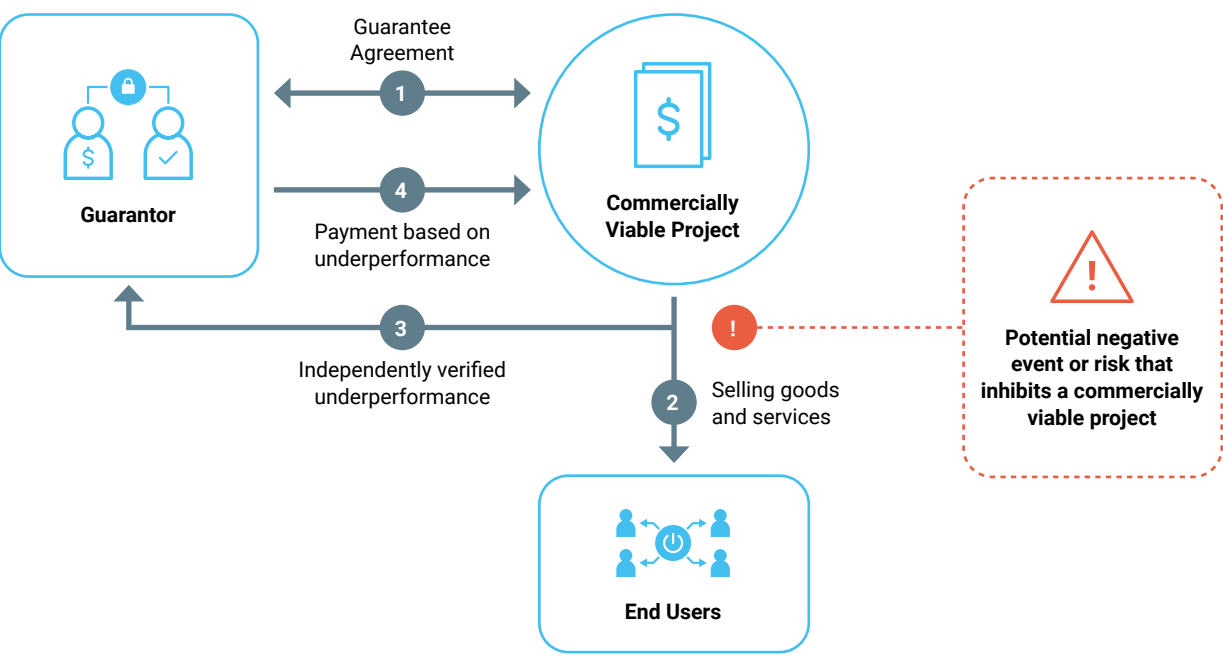 Guarantee
Agreement
1
$
$
Guarantor
4
Commercially
Viable Project
Payment based on
underperformance
!
3
!
Independently verified
underperformance
Selling goods
and services
2
Potential negative
event or risk that
inhibits a commercially
viable project
End Users